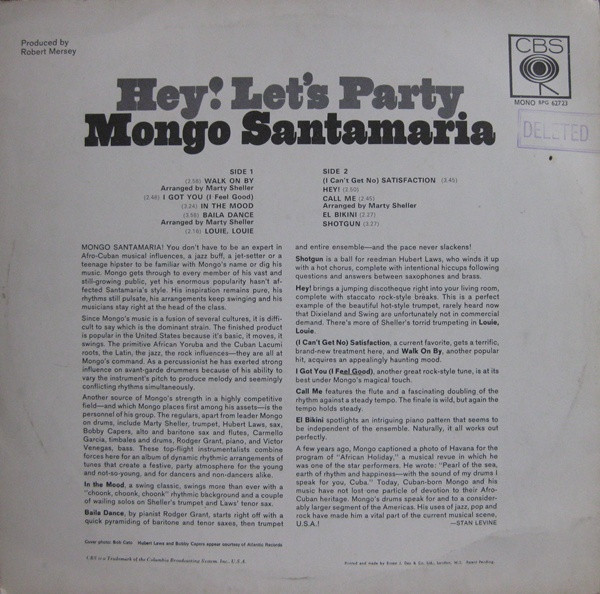 Produced by
Robert Mersey
CBS
MONO BPG 62733
DELETED
Hey! Let's Party
Mongo Santamaria
SIDE 1
(3.58) WALK ON BY
Arranged by Marty Sheller
(2.46) I GOT YOU (I Feel Good)
(3.24) IN THE MOOD
(3.56) BAILA DANCE
Arranged by Marty Sheller
(2.16) LOUIE, LOUIE
SIDE 2
(I Can't Get No) SATISFACTION (3.45)
HEY! (2.50)
CALL ME (2.45)
Arranged by Marty Sheller
EL BIKINI (2.27)
SHOTGUN (3.27)
MONGO SANTAMARIA! You don't have to be an expert in
Afro-Cuban musical influences, a jazz buff, a jet-setter or a
teenage hipster to be familiar with Mongo's name or dig his
music. Mongo gets through to every member of his vast and
still-growing public, yet his enormous popularity hasn't af-
fected Santamaria's style. His inspiration remains pure, his
rhythms still pulsate, his arrangements keep swinging and his
musicians stay right at the head of the class.
Since Mongo's music is a fusion of several cultures, it is diffi-
cult to say which is the dominant strain. The finished product
is popular in the United States because it's basic, it moves, it
swings. The primitive African Yoruba and the Cuban Lacumi
roots, the Latin, the jazz, the rock influences—they are all at
Mongo's command. As a percussionist he has exerted strong
influence on avant-garde drummers because of his ability to
vary the instrument's pitch to produce melody and seemingly
conflicting rhythms simultaneously.
Another source of Mongo's strength in a highly competitive
field—and which Mongo places first among his assets—is the
personnel of his group. The regulars, apart from leader Mongo
on drums, include Marty Sheller, trumpet, Hubert Laws, sax,
Bobby Capers, alto and baritone sax and flutes, Carmello
Garcia, timbales and drums, Rodger Grant, piano, and Victor
Venegas, bass. These top-flight instrumentalists combine
forces here for an album of dynamic rhythmic arrangements of
tunes that create a festive, party atmosphere for the young
and not-so-young, and for dancers and non-dancers alike.
In the Mood, a swing classic, swings more than ever with a
"choonk, choonk, choonk" rhythmic background and a couple
of wailing solos on Sheller's trumpet and Laws' tenor sax.
Baila Dance, by pianist Rodger Grant, starts right off with a
quick pyramiding of baritone and tenor saxes, then trumpet
and entire ensemble—and the pace never slackens!
Shotgun is a ball for reedman Hubert Laws, who winds it up
with a hot chorus, complete with intentional hiccups following
questions and answers between saxophone and brass.
Hey! brings a jumping discotheque right into your living room,
complete with staccato rock-style breaks. This is a perfect
example of the beautiful hot-style trumpet, rarely heard now
that Dixieland and Swing are unfortunately not in commercial
demand. There's more of Sheller's torrid trumpeting in Louie,
Louie.
(I Can't Get No) Satisfaction, a current favorite, gets a terrific,
brand-new treatment here, and Walk On By, another popular
hit, acquires an appealingly haunting mood.
I Got You (I Feel Good), another great rock-style tune, is at its
best under Mongo's magical touch.
Call Me features the flute and a fascinating doubling of the
rhythm against a steady tempo. The finale is wild, but again the
tempo holds steady.
El Bikini spotlights an intriguing piano pattern that seems to
be independent of the ensemble. Naturally, it all works out
perfectly.
A few years ago, Mongo captioned a photo of Havana for the
program of "African Holiday," a musical revue in which he
was one of the star performers. He wrote: "Pearl of the sea,
earth of rhythm and happiness—with the sound of my drums I
speak for you, Cuba." Today, Cuban-born Mongo and his
music have not lost one particle of devotion to their Afro-
Cuban heritage. Mongo's drums speak for and to a consider-
ably larger segment of the Americas. His uses of jazz, pop and
rock have made him a vital part of the current musical scene,
U.S.A.! —STAN LEVINE
Cover photo: Bob Cato Hubert Laws and Bobby Capers appear courtesy of Atlantic Records
CBS is a Trademark of the Columbia Broadcasting System, Inc., U.S.A.
Printed and made by Ernest J. Day & Co. Ltd., London, W.1.